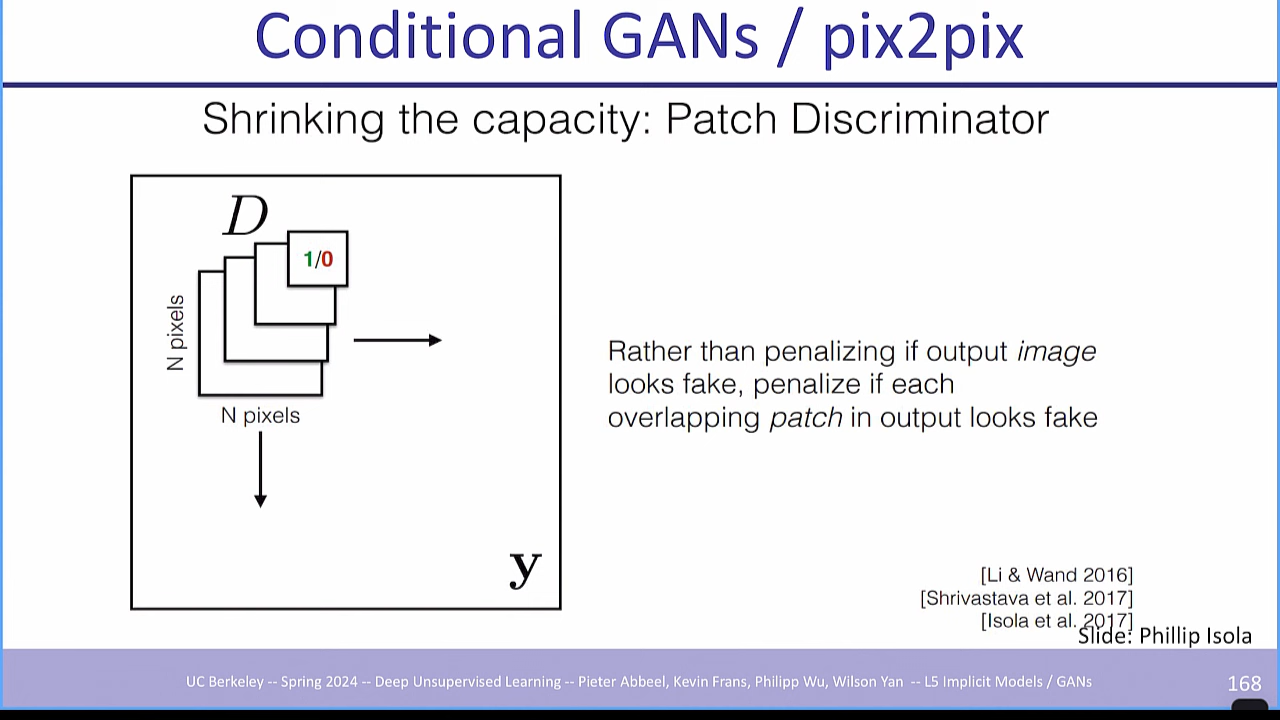 Conditional GANs / pix2pix
Shrinking the capacity: Patch Discriminator
D
1/0
N pixels
N pixels
y
Rather than penalizing if output image
looks fake, penalize if each
overlapping patch in output looks fake
[Li & Wand 2016]
[Shrivastava et al. 2017]
[Isola et al. 2017]
Slide: Phillip Isola
UC Berkeley -- Spring 2024 -- Deep Unsupervised Learning -- Pieter Abbeel, Kevin Frans, Philipp Wu, Wilson Yan -- L5 Implicit Models / GANs
168